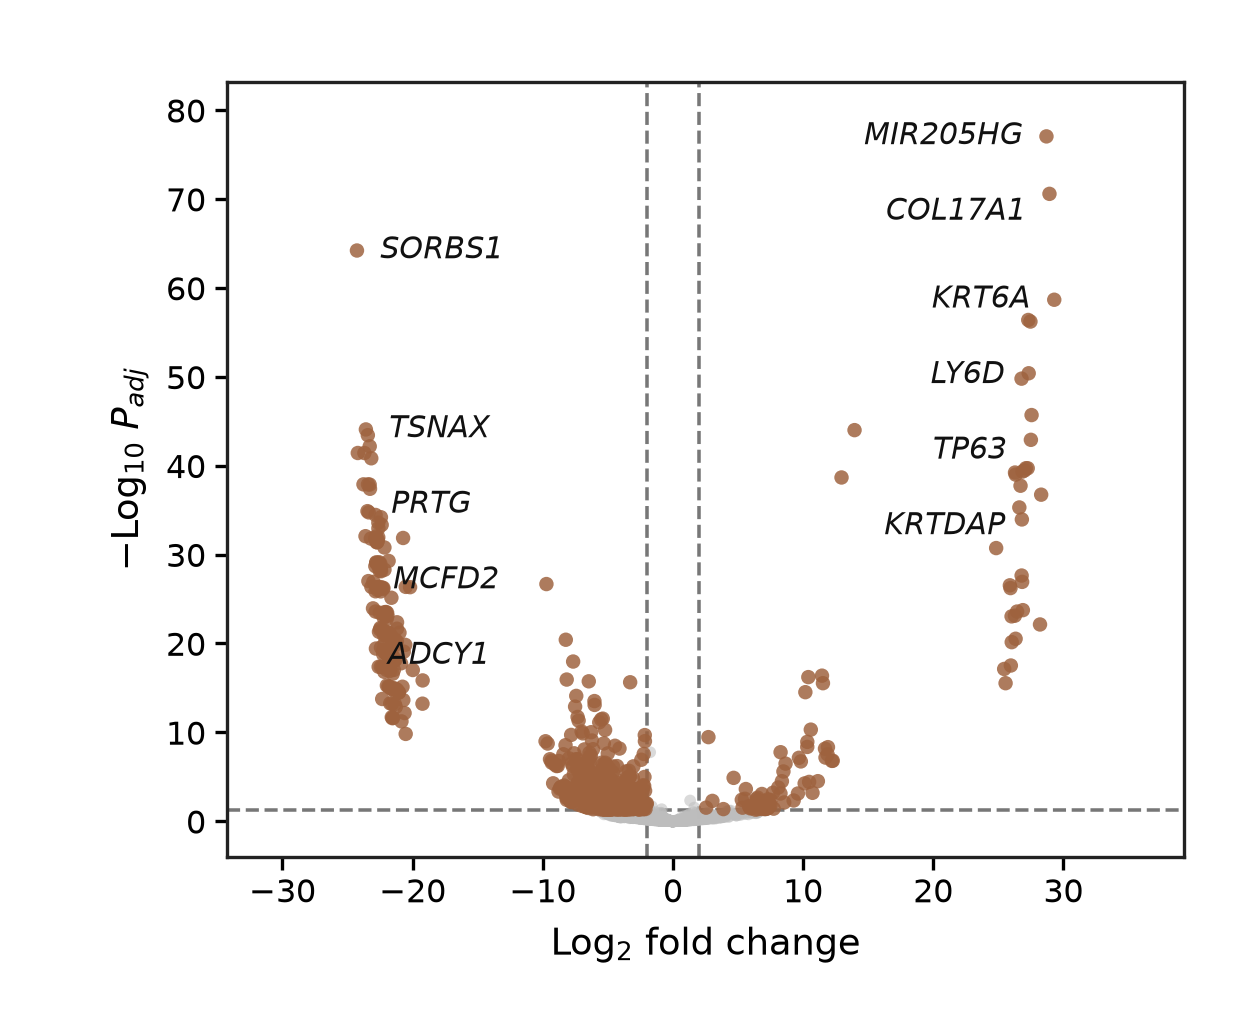 80
MIR205HG
70
COL17A1
SORBS1
60
KRT6A
50
LY6D
TSNAX
40
TP63
PRTG
KRTDAP
30
MCFD2
20
ADCY1
10
0
−Log₁₀ P_adj
−30 −20 −10 0 10 20 30
Log₂ fold change